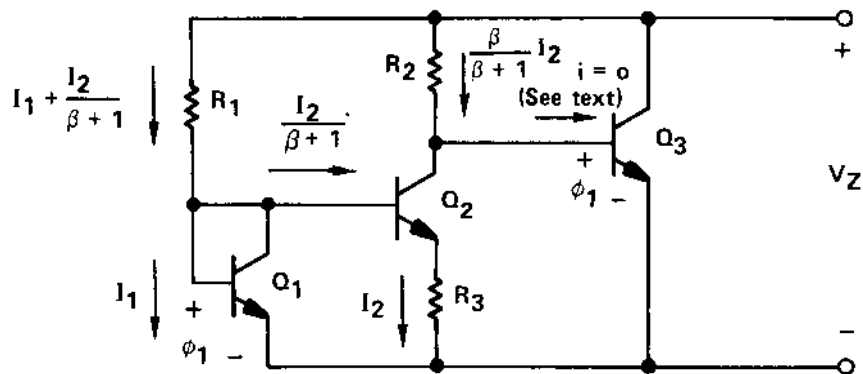 R₂
β/(β + 1) I₂
i = o
(See text)
+
I₁ + I₂/(β + 1)
R₁
I₂/(β + 1)
Q₃
+
φ₁ −
V_Z
Q₂
I₁
Q₁
+
φ₁ −
I₂
R₃
−